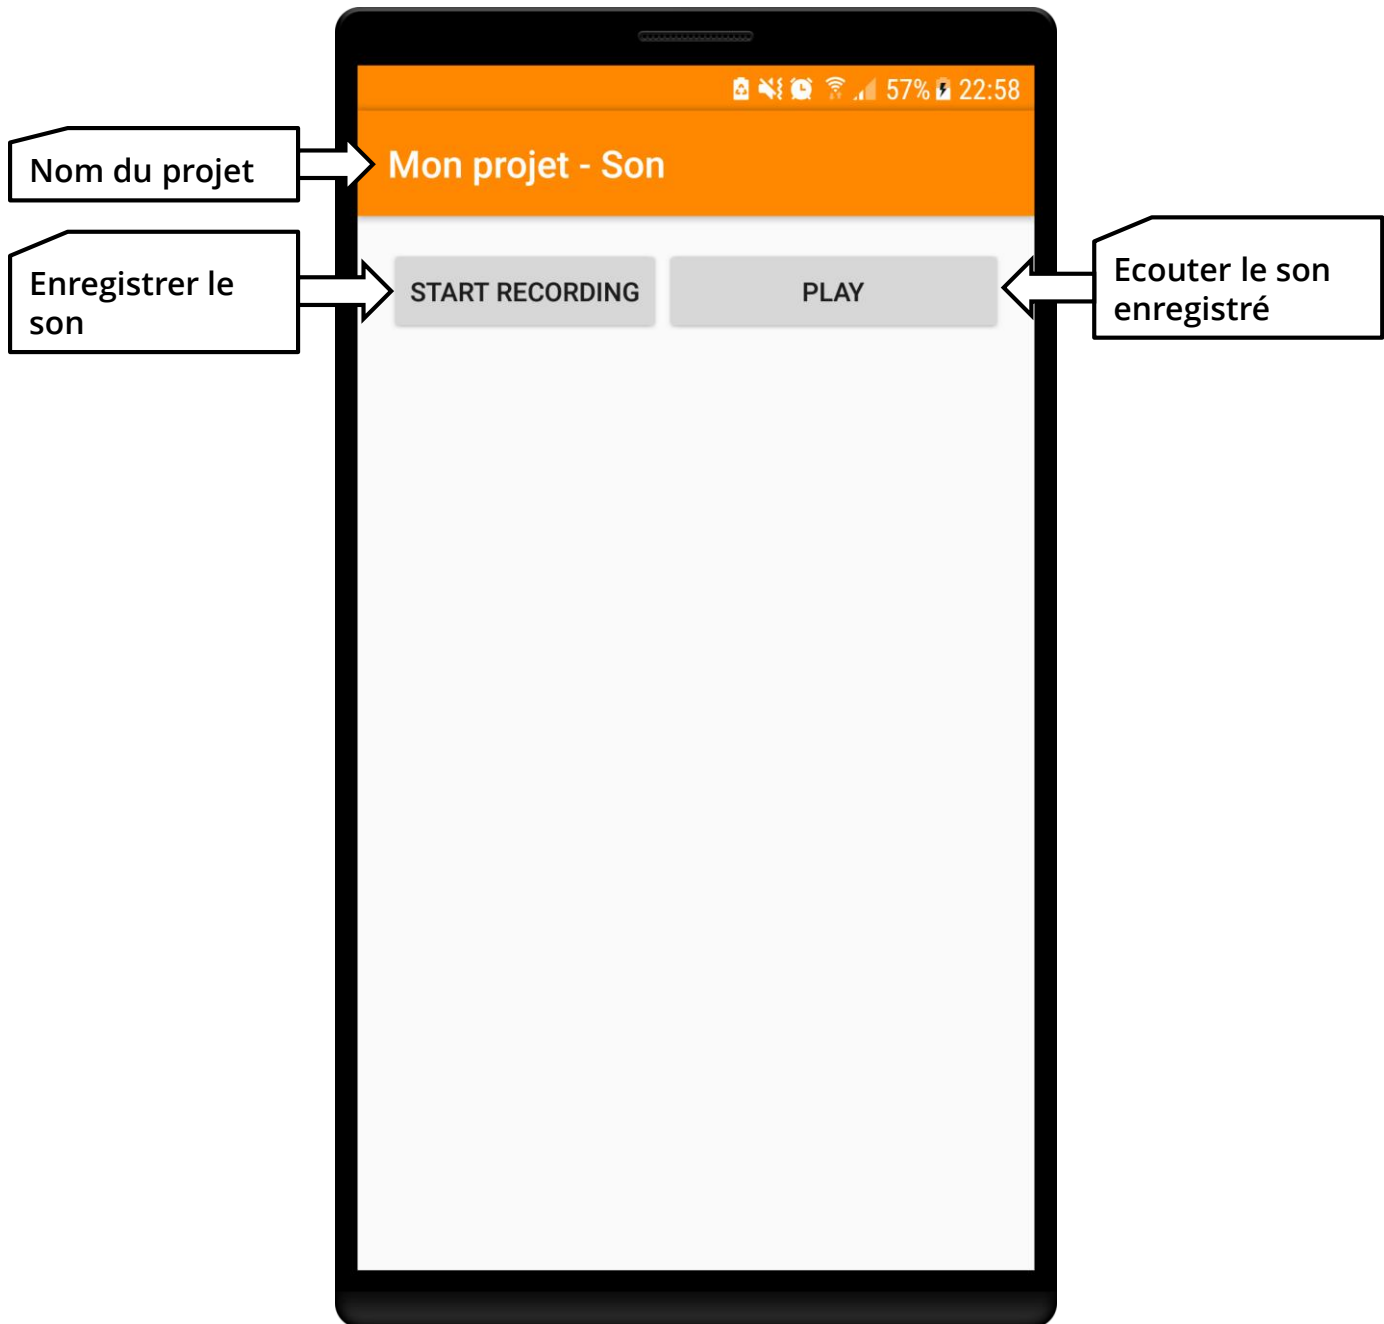 57% 22:58
Nom du projet
Mon projet - Son
Enregistrer le
son
START RECORDING
PLAY
Ecouter le son
enregistré